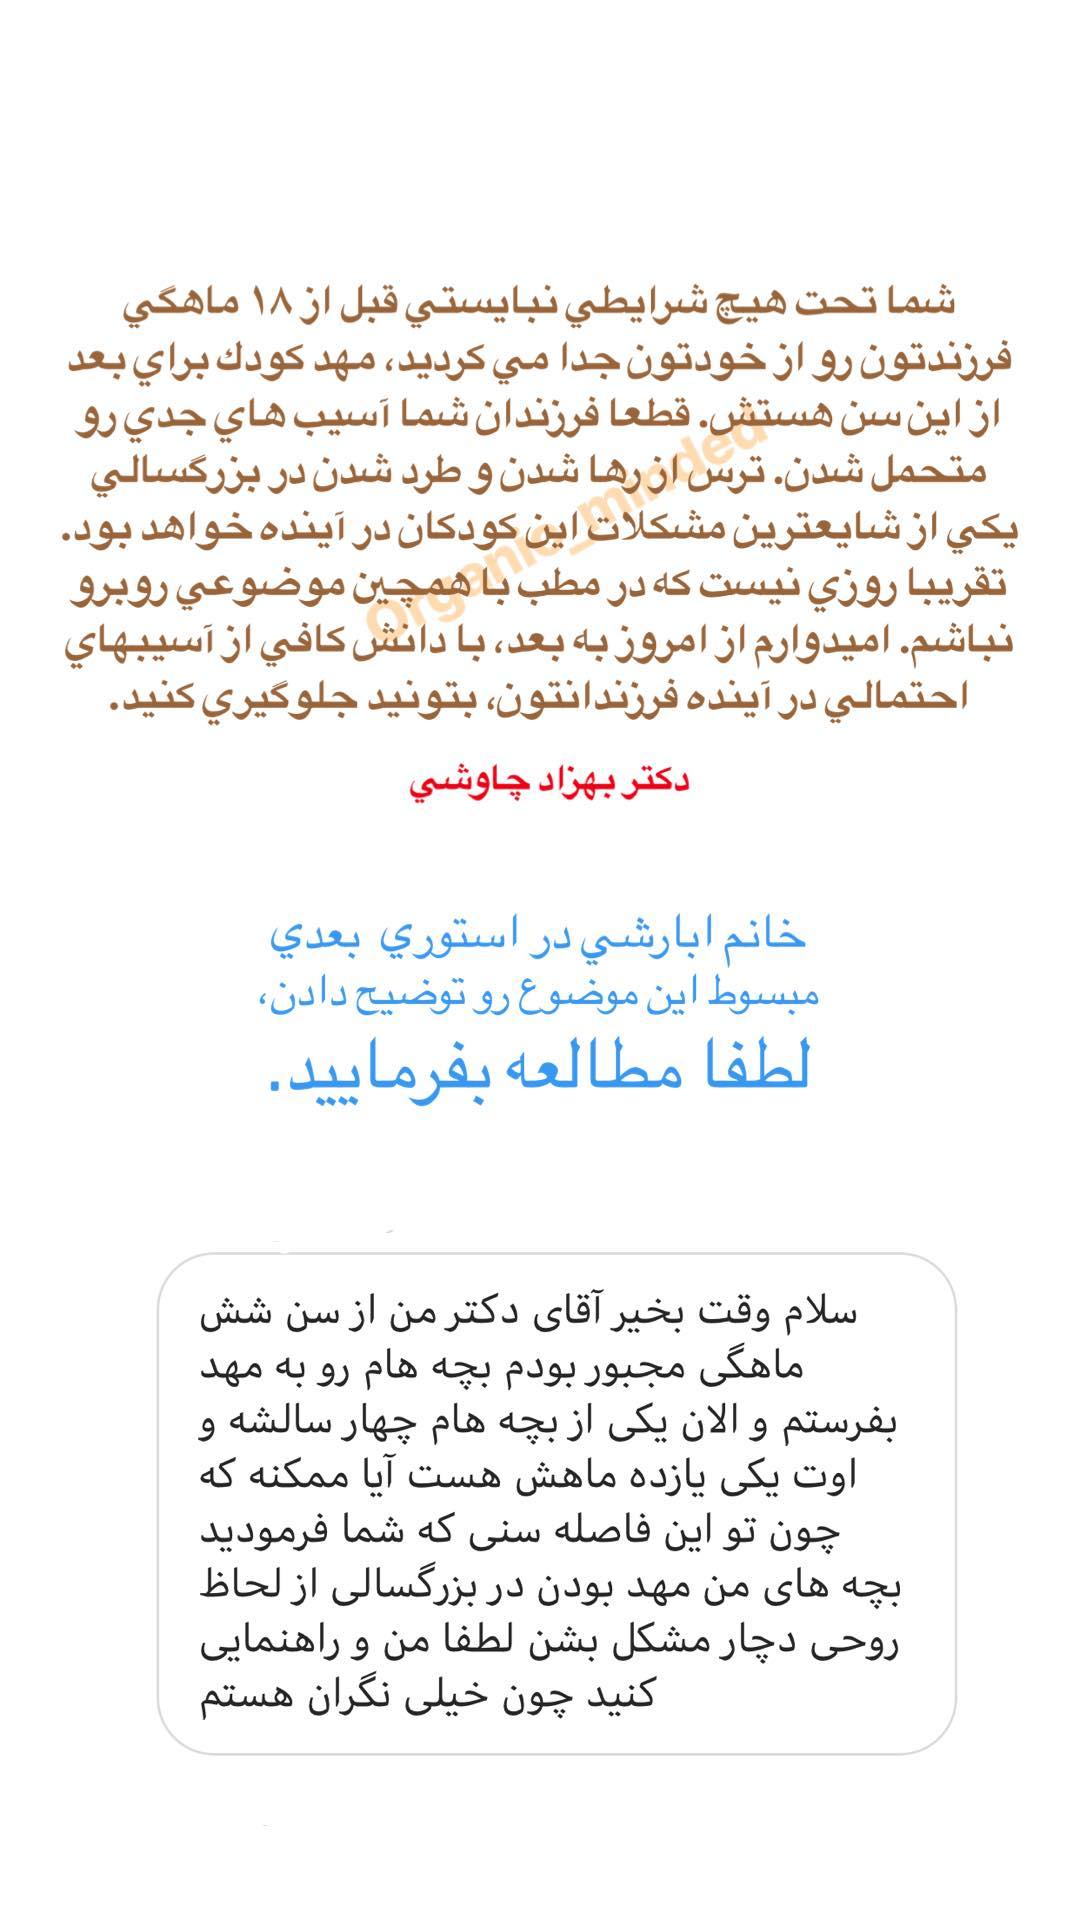 شما تحت هيچ شرايطي نبايستي قبل از ١٨ ماهگي
فرزندتون رو از خودتون جدا مي كرديد، مهد كودك براي بعد
از اين سن هستش. قطعا فرزندان شما آسيب هاي جدي رو
متحمل شدن. ترس از رها شدن و طرد شدن در بزرگسالي
يكي از شايعترين مشكلات اين كودكان در آينده خواهد بود.
تقريبا روزي نيست كه در مطب با همچين موضوعي روبرو
نباشم. اميدوارم از امروز به بعد، با دانش كافي از آسيبهاي
احتمالي در آينده فرزندانتون، بتونيد جلوگيري كنيد.
Organic_minded
دكتر بهزاد چاوشي
خانم ابارشي در استوري بعدي
مبسوط اين موضوع رو توضيح دادن،
لطفا مطالعه بفرماييد.
سلام وقت بخیر آقای دکتر من از سن شش
ماهگی مجبور بودم بچه هام رو به مهد
بفرستم و الان یکی از بچه هام چهار سالشه و
اوت یکی یازده ماهش هست آیا ممکنه که
چون تو این فاصله سنی که شما فرمودید
بچه های من مهد بودن در بزرگسالی از لحاظ
روحی دچار مشکل بشن لطفا من و راهنمایی
کنید چون خیلی نگران هستم